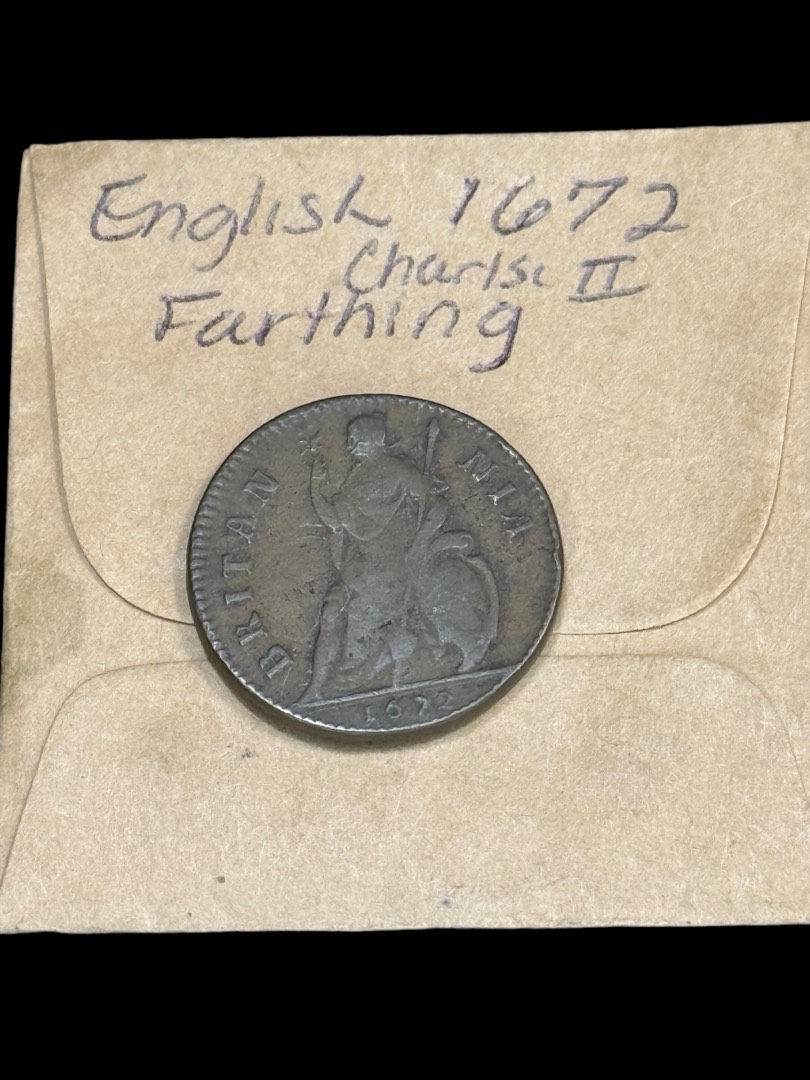 English 1672
Charlse II
Farthing
BRITAN NIA
1672